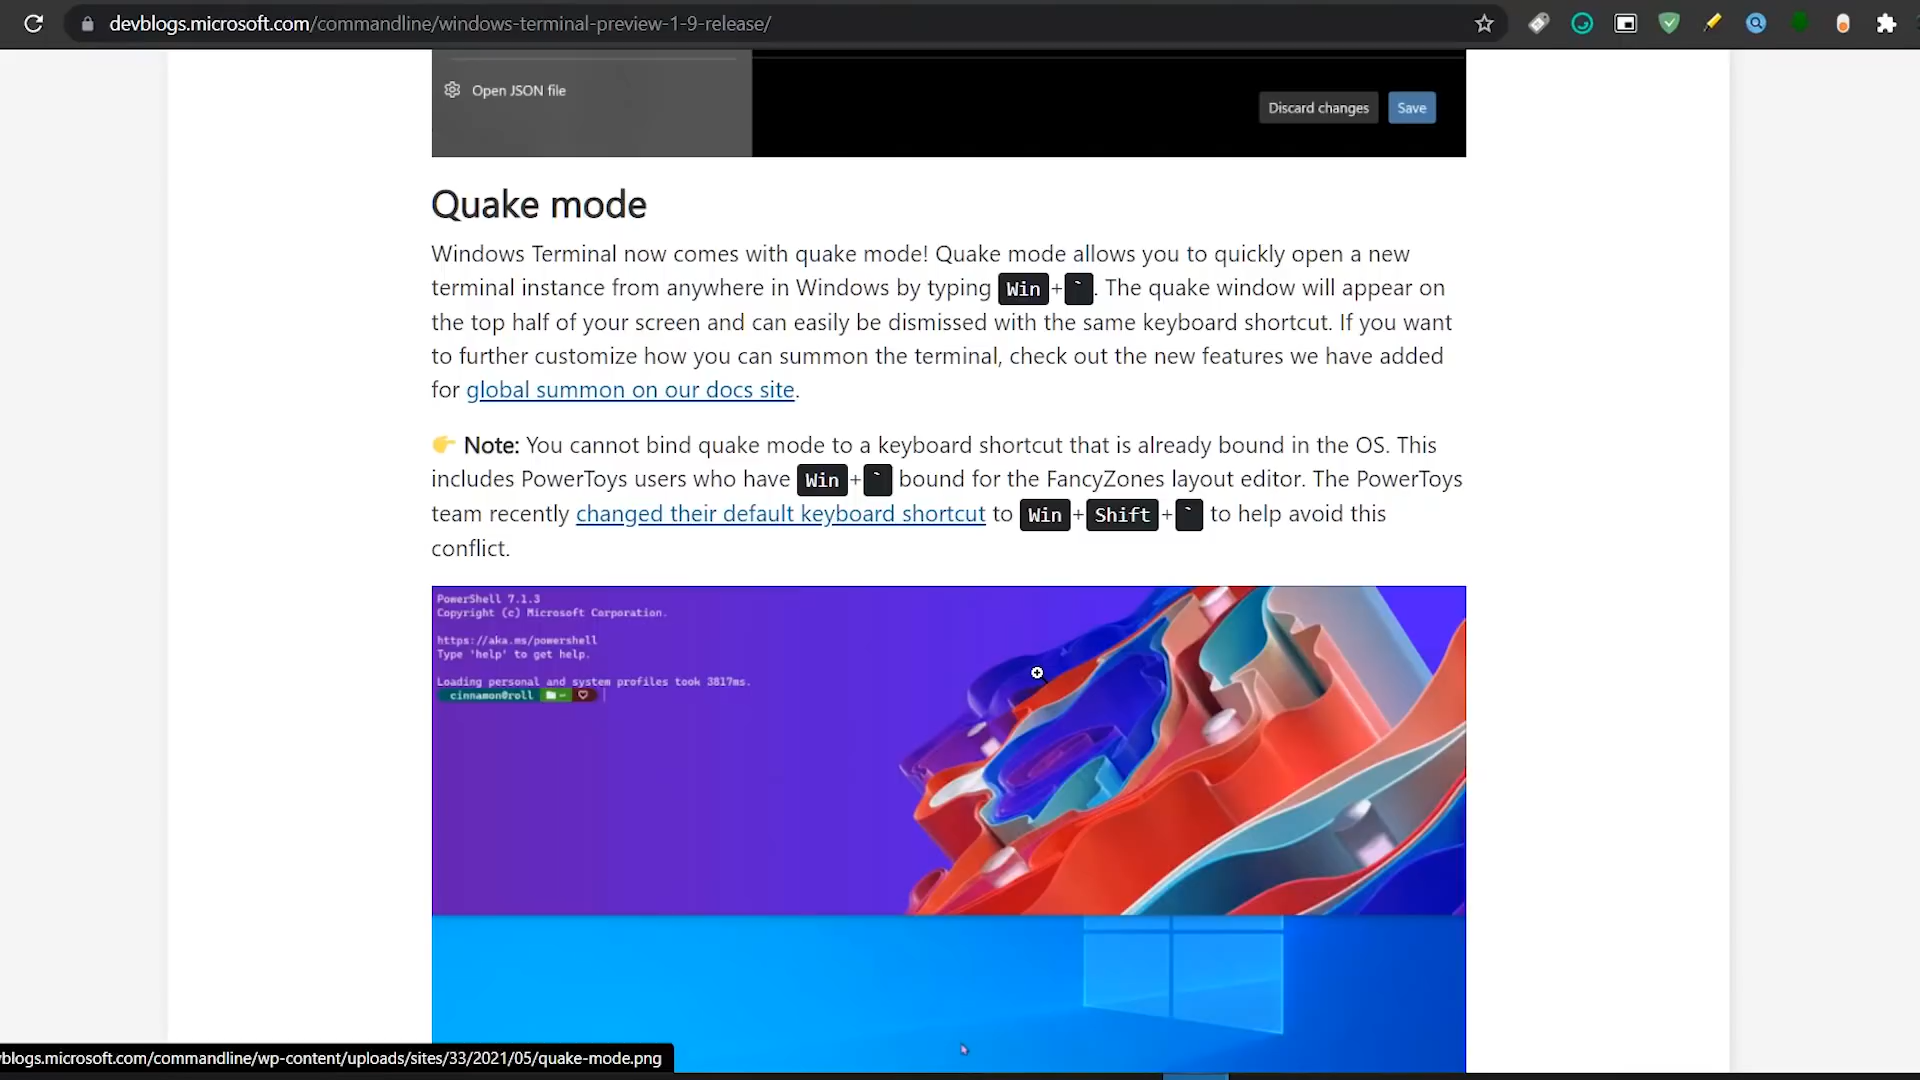 devblogs.microsoft.com/commandline/windows-terminal-preview-1-9-release/
Open JSON file
Discard changes Save
Quake mode
Windows Terminal now comes with quake mode! Quake mode allows you to quickly open a new
terminal instance from anywhere in Windows by typing Win + `. The quake window will appear on
the top half of your screen and can easily be dismissed with the same keyboard shortcut. If you want
to further customize how you can summon the terminal, check out the new features we have added
for global summon on our docs site.
👉 Note: You cannot bind quake mode to a keyboard shortcut that is already bound in the OS. This
includes PowerToys users who have Win + ` bound for the FancyZones layout editor. The PowerToys
team recently changed their default keyboard shortcut to Win + Shift + ` to help avoid this
conflict.
PowerShell 7.1.3
Copyright (c) Microsoft Corporation.
https://aka.ms/powershell
Type 'help' to get help.
Loading personal and system profiles took 3817ms.
cinnamon@roll
blogs.microsoft.com/commandline/wp-content/uploads/sites/33/2021/05/quake-mode.png